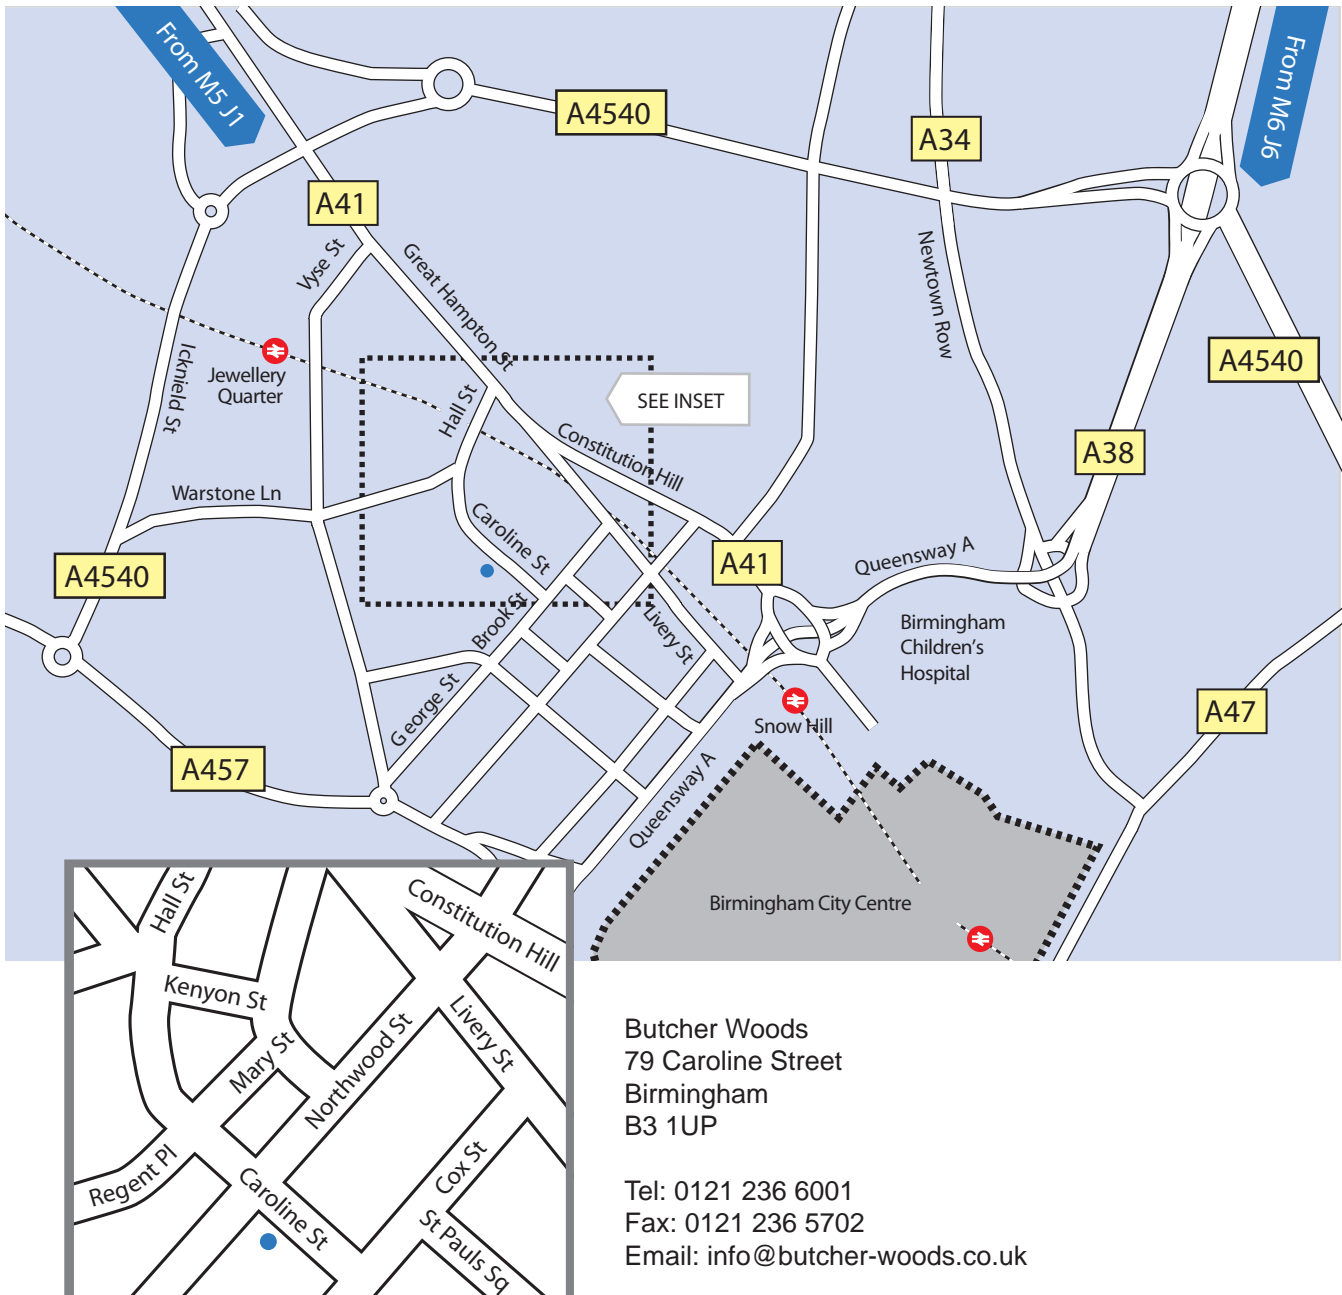 From M5 J1
From M6 J6
A4540
A34
A41
Vyse St
Great Hampton St
Newtown Row
Icknield St
Jewellery
Quarter
A4540
Hall St
SEE INSET
Constitution Hill
A38
Warstone Ln
Caroline St
A4540
A41
Queensway A
Brook St
Livery St
Birmingham
Children's
Hospital
George St
Snow Hill
A47
A457
Queensway A
Birmingham City Centre
Hall St
Constitution Hill
Kenyon St
Livery St
Mary St
Northwood St
Regent Pl
Cox St
Caroline St
St Pauls Sq
Butcher Woods
79 Caroline Street
Birmingham
B3 1UP
Tel: 0121 236 6001
Fax: 0121 236 5702
Email: info@butcher-woods.co.uk